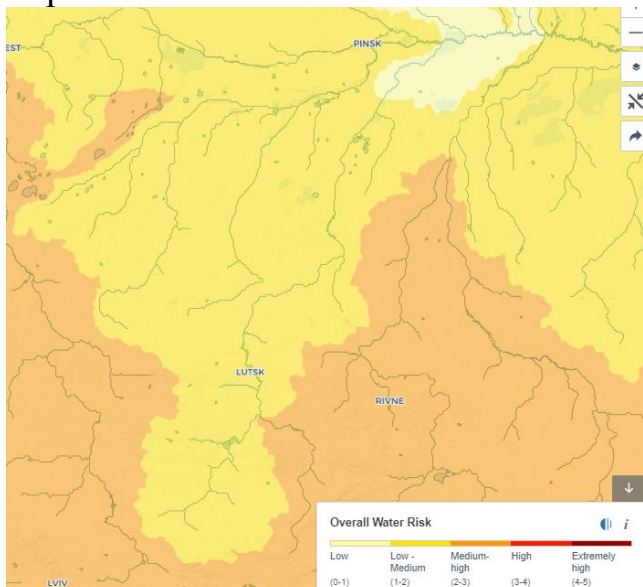 EST
PINSK
LUTSK
RIVNE
LVIV
Overall Water Risk
i
Low
Low - Medium
Medium-high
High
Extremely high
(0-1)
(1-2)
(2-3)
(3-4)
(4-5)